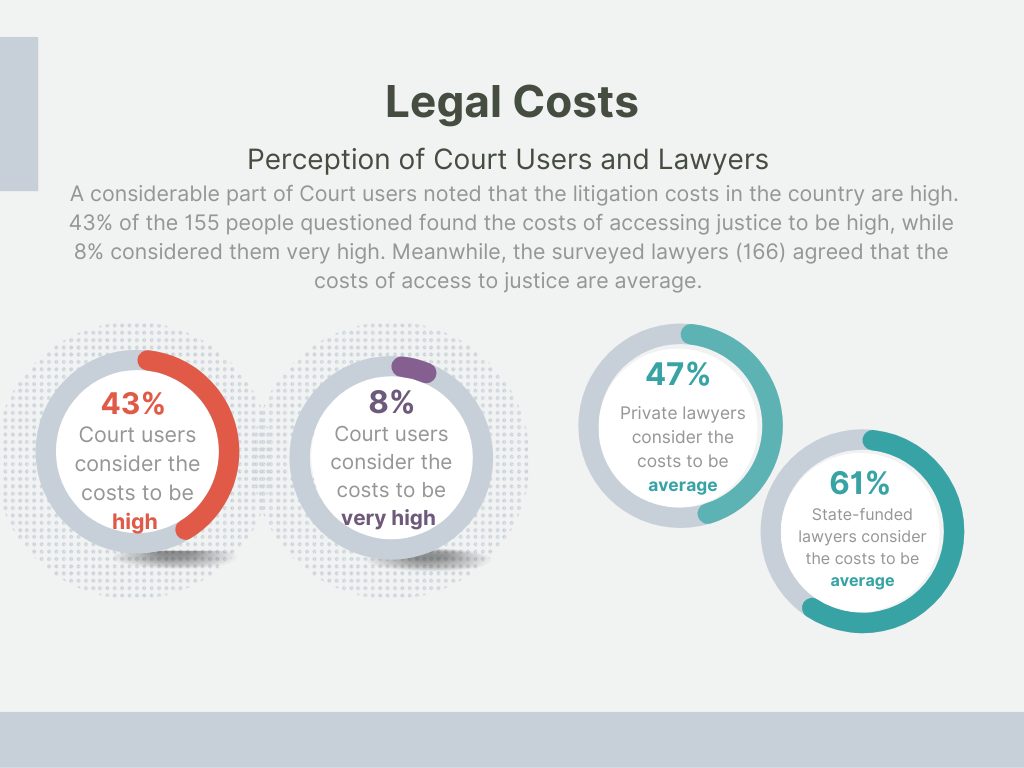 Legal Costs
Perception of Court Users and Lawyers
A considerable part of Court users noted that the litigation costs in the country are high.
43% of the 155 people questioned found the costs of accessing justice to be high, while
8% considered them very high. Meanwhile, the surveyed lawyers (166) agreed that the
costs of access to justice are average.
43%
Court users
consider the
costs to be
high
8%
Court users
consider the
costs to be
very high
47%
Private lawyers
consider the
costs to be
average
61%
State-funded
lawyers consider
the costs to be
average